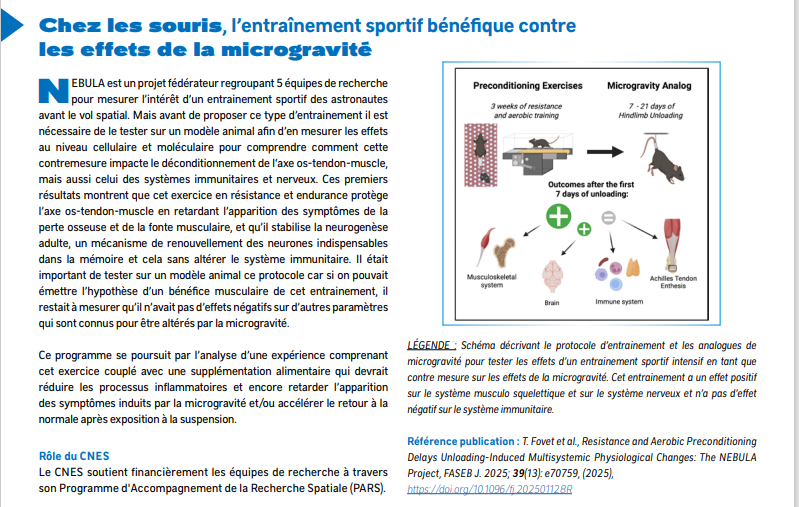 Chez les souris, l'entraînement sportif bénéfique contre
les effets de la microgravité
NEBULA est un projet fédérateur regroupant 5 équipes de recherche
pour mesurer l'intérêt d'un entrainement sportif des astronautes
avant le vol spatial. Mais avant de proposer ce type d'entrainement il est
nécessaire de le tester sur un modèle animal afin d'en mesurer les effets
au niveau cellulaire et moléculaire pour comprendre comment cette
contremesure impacte le déconditionnement de l'axe os-tendon-muscle,
mais aussi celui des systèmes immunitaires et nerveux. Ces premiers
résultats montrent que cet exercice en résistance et endurance protège
l'axe os-tendon-muscle en retardant l'apparition des symptômes de la
perte osseuse et de la fonte musculaire, et qu'il stabilise la neurogenèse
adulte, un mécanisme de renouvellement des neurones indispensables
dans la mémoire et cela sans altérer le système immunitaire. Il était
important de tester sur un modèle animal ce protocole car si on pouvait
émettre l'hypothèse d'un bénéfice musculaire de cet entrainement, il
restait à mesurer qu'il n'avait pas d'effets négatifs sur d'autres paramètres
qui sont connus pour être altérés par la microgravité.
Ce programme se poursuit par l'analyse d'une expérience comprenant
cet exercice couplé avec une supplémentation alimentaire qui devrait
réduire les processus inflammatoires et encore retarder l'apparition
des symptômes induits par la microgravité et/ou accélérer le retour à la
normale après exposition à la suspension.
Rôle du CNES
Le CNES soutient financièrement les équipes de recherche à travers
son Programme d'Accompagnement de la Recherche Spatiale (PARS).
Preconditioning Exercises
3 weeks of resistance
and aerobic training
Microgravity Analog
7 - 21 days of
Hindlimb Unloading
Outcomes after the first
7 days of unloading:
Musculoskeletal
system
Brain
Immune system
Achilles Tendon
Enthesis
LÉGENDE : Schéma décrivant le protocole d'entrainement et les analogues de
microgravité pour tester les effets d'un entrainement sportif intensif en tant que
contre mesure sur les effets de la microgravité. Cet entrainement a un effet positif
sur le système musculo squelettique et sur le système nerveux et n'a pas d'effet
négatif sur le système immunitaire.
Référence publication : T. Fovet et al., Resistance and Aerobic Preconditioning
Delays Unloading-Induced Multisystemic Physiological Changes: The NEBULA
Project, FASEB J. 2025; 39(13): e70759, (2025),
https://doi.org/10.1096/fj.202501128R